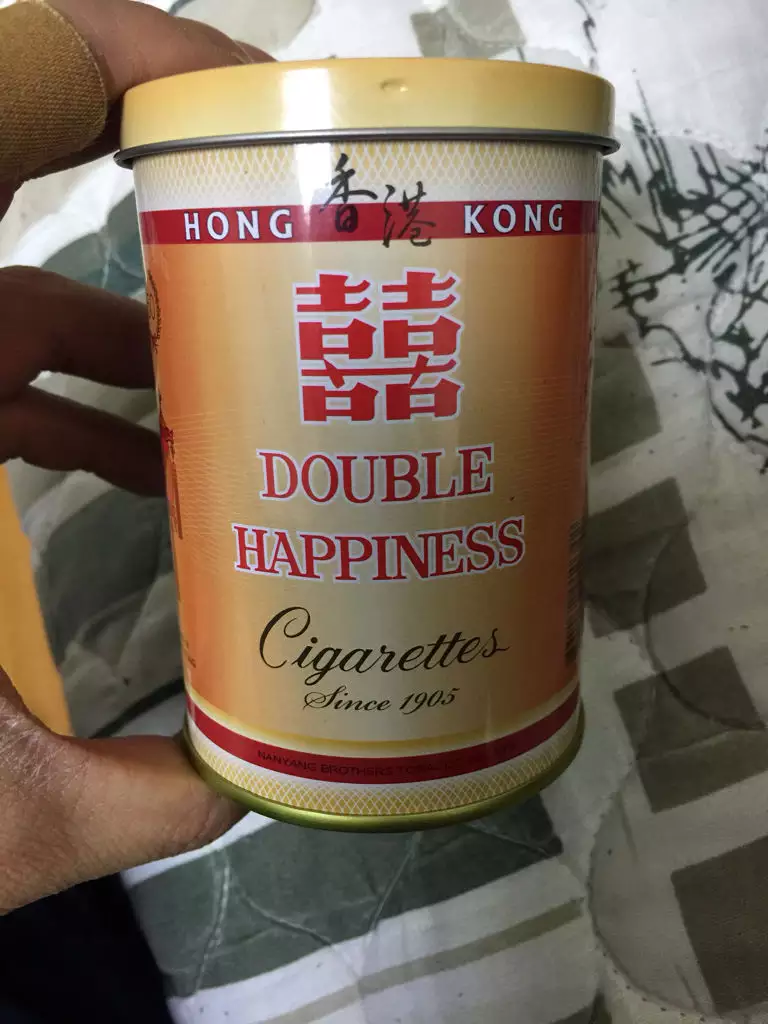 HONG 香港 KONG
囍
DOUBLE
HAPPINESS
Cigarettes
Since 1905
NANYANG BROTHERS